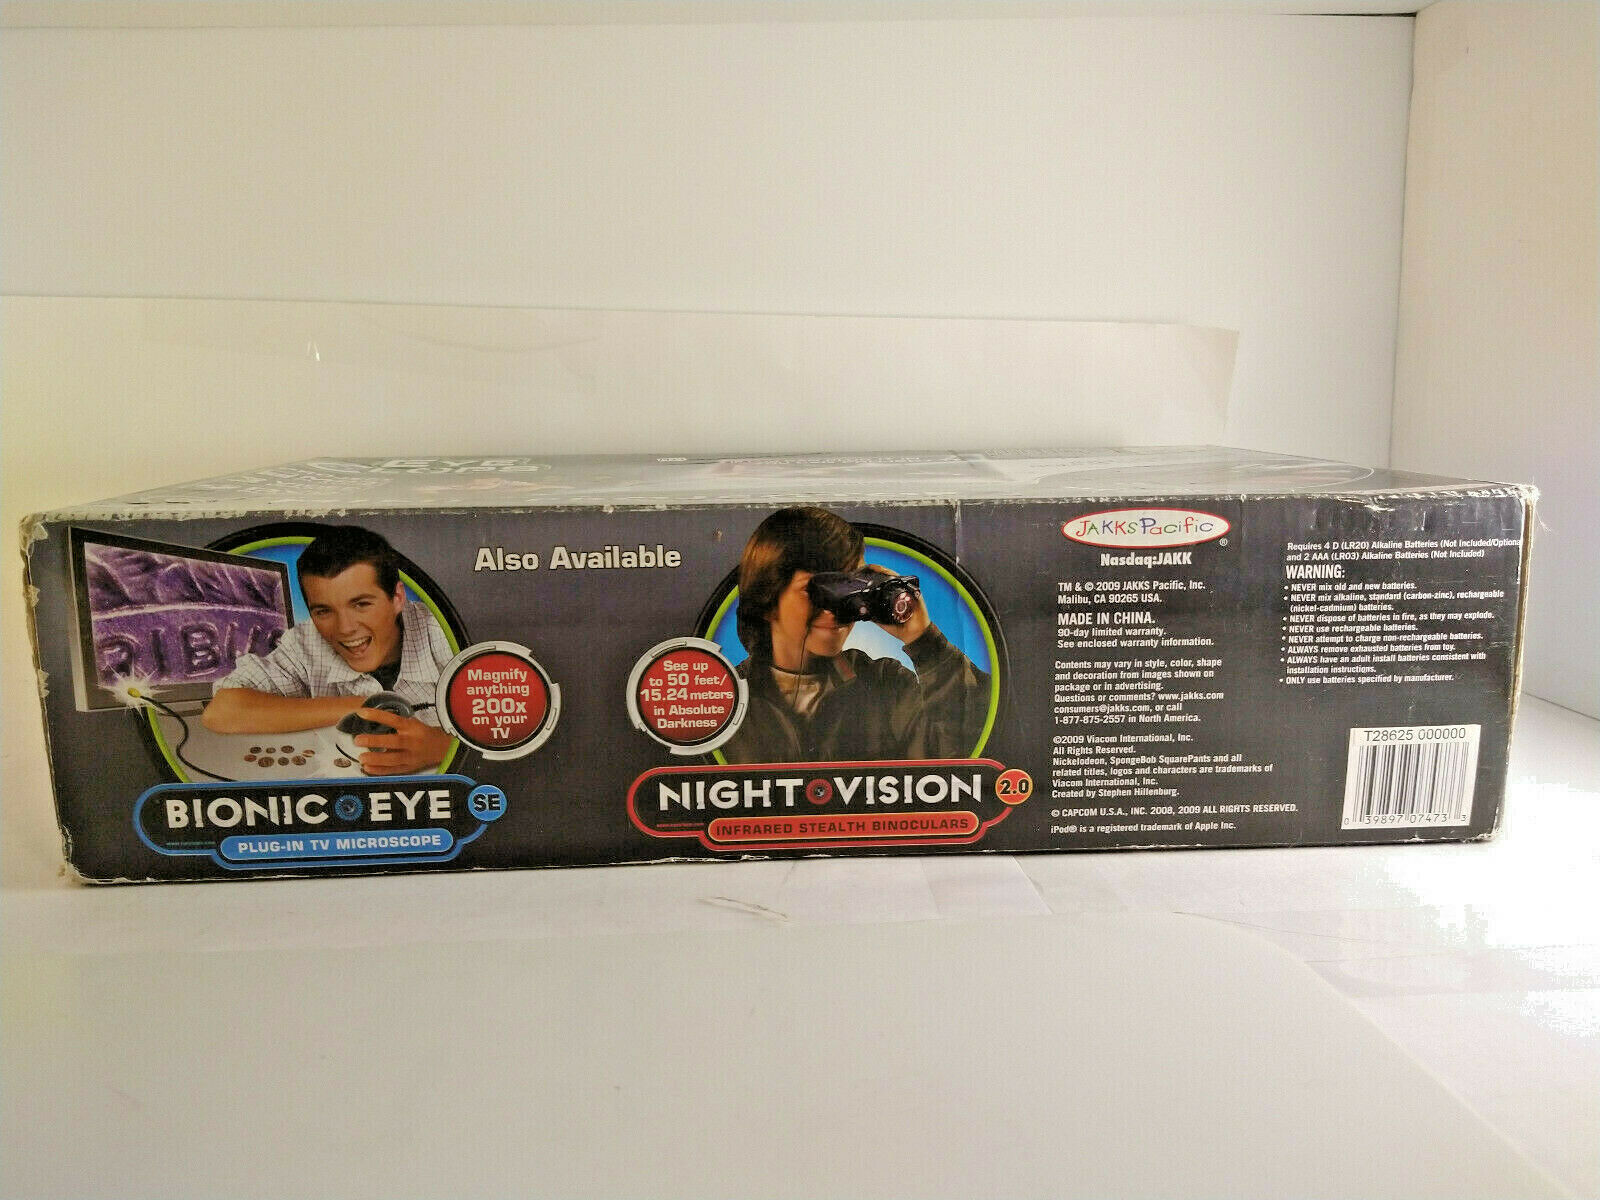 EYE
RIBU
Also Available
Magnify
anything
200x
on your
TV
BIONIC EYE SE
PLUG-IN TV MICROSCOPE
See up
to 50 feet/
15.24 meters
in Absolute
Darkness
NIGHT VISION 2.0
INFRARED STEALTH BINOCULARS
JAKKS Pacific ®
Nasdaq:JAKK
TM & © 2009 JAKKS Pacific, Inc.
Malibu, CA 90265 USA.
MADE IN CHINA.
90-day limited warranty.
See enclosed warranty information.
Contents may vary in style, color, shape
and decoration from images shown on
package or in advertising.
Questions or comments? www.jakks.com
consumers@jakks.com, or call
1-877-875-2557 in North America.
©2009 Viacom International, Inc.
All Rights Reserved.
Nickelodeon, SpongeBob SquarePants and all
related titles, logos and characters are trademarks of
Viacom International, Inc.
Created by Stephen Hillenburg.
© CAPCOM U.S.A., INC. 2008, 2009 ALL RIGHTS RESERVED.
iPod® is a registered trademark of Apple Inc.
Requires 4 D (LR20) Alkaline Batteries (Not Included/Optional
and 2 AAA (LR03) Alkaline Batteries (Not Included)
WARNING:
• NEVER mix old and new batteries.
• NEVER mix alkaline, standard (carbon-zinc), rechargeable
(nickel-cadmium) batteries.
• NEVER dispose of batteries in fire, as they may explode.
• NEVER use rechargeable batteries.
• NEVER attempt to charge non-rechargeable batteries.
• ALWAYS remove exhausted batteries from toy.
• ALWAYS have an adult install batteries consistent with
installation instructions.
• ONLY use batteries specified by manufacturer.
T28625 000000
0 39897 07473 3